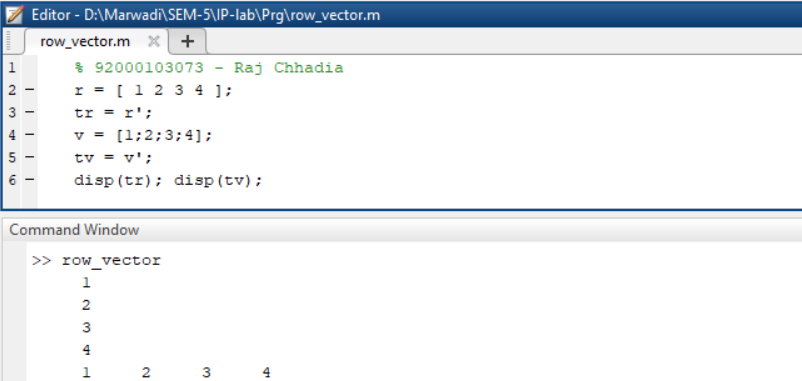 Editor - D:\Marwadi\SEM-5\IP-lab\Prg\row_vector.m
row_vector.m × +
1 % 92000103073 - Raj Chhadia
2 – r = [ 1 2 3 4 ];
3 – tr = r';
4 – v = [1;2;3;4];
5 – tv = v';
6 – disp(tr); disp(tv);
Command Window
>> row_vector
1
2
3
4
1 2 3 4